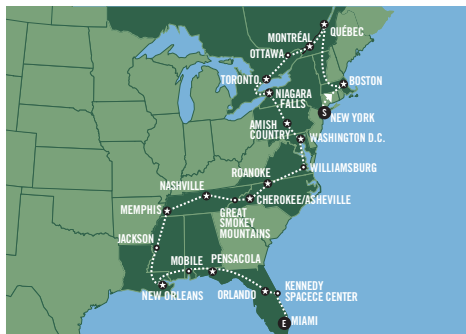 QUÉBEC
MONTRÉAL
OTTAWA
TORONTO
BOSTON
NIAGARA
FALLS
S
NEW YORK
AMISH
COUNTRY
WASHINGTON D.C.
WILLIAMSBURG
ROANOKE
NASHVILLE
CHEROKEE/ASHEVILLE
MEMPHIS
GREAT
SMOKEY
MOUNTAINS
JACKSON
MOBILE
PENSACOLA
NEW ORLEANS
ORLANDO
KENNEDY
SPACECE CENTER
E
MIAMI